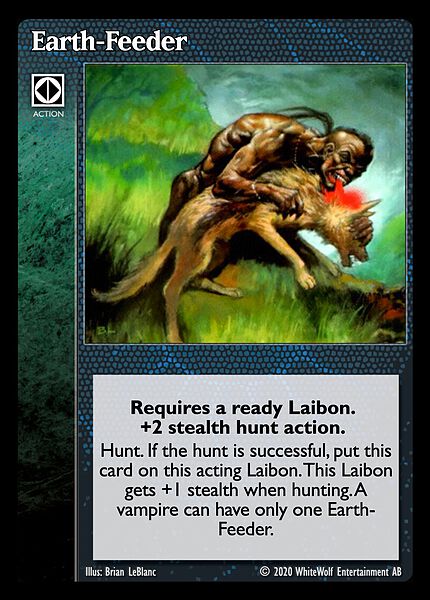 Earth-Feeder
ACTION
Requires a ready Laibon.
+2 stealth hunt action.
Hunt. If the hunt is successful, put this
card on this acting Laibon.This Laibon
gets +1 stealth when hunting.A
vampire can have only one Earth-
Feeder.
Illus: Brian LeBlanc © 2020 WhiteWolf Entertainment AB